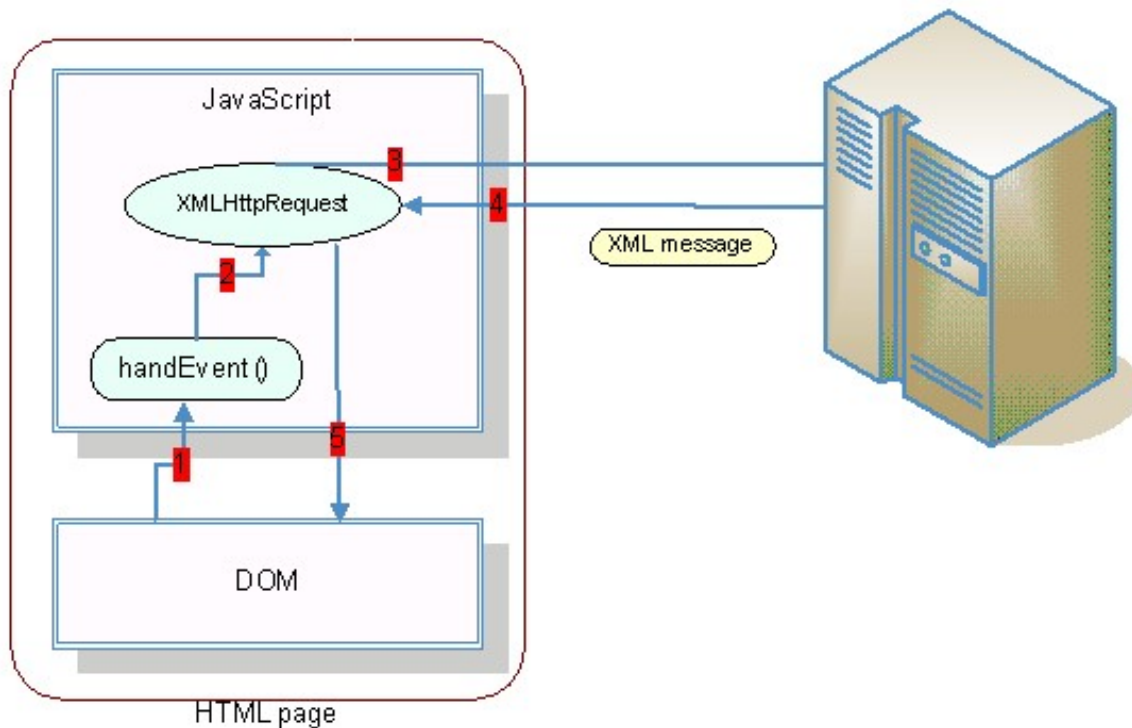 JavaScript
3
XMLHttpRequest
4
XML message
2
handEvent ()
5
1
DOM
HTML page